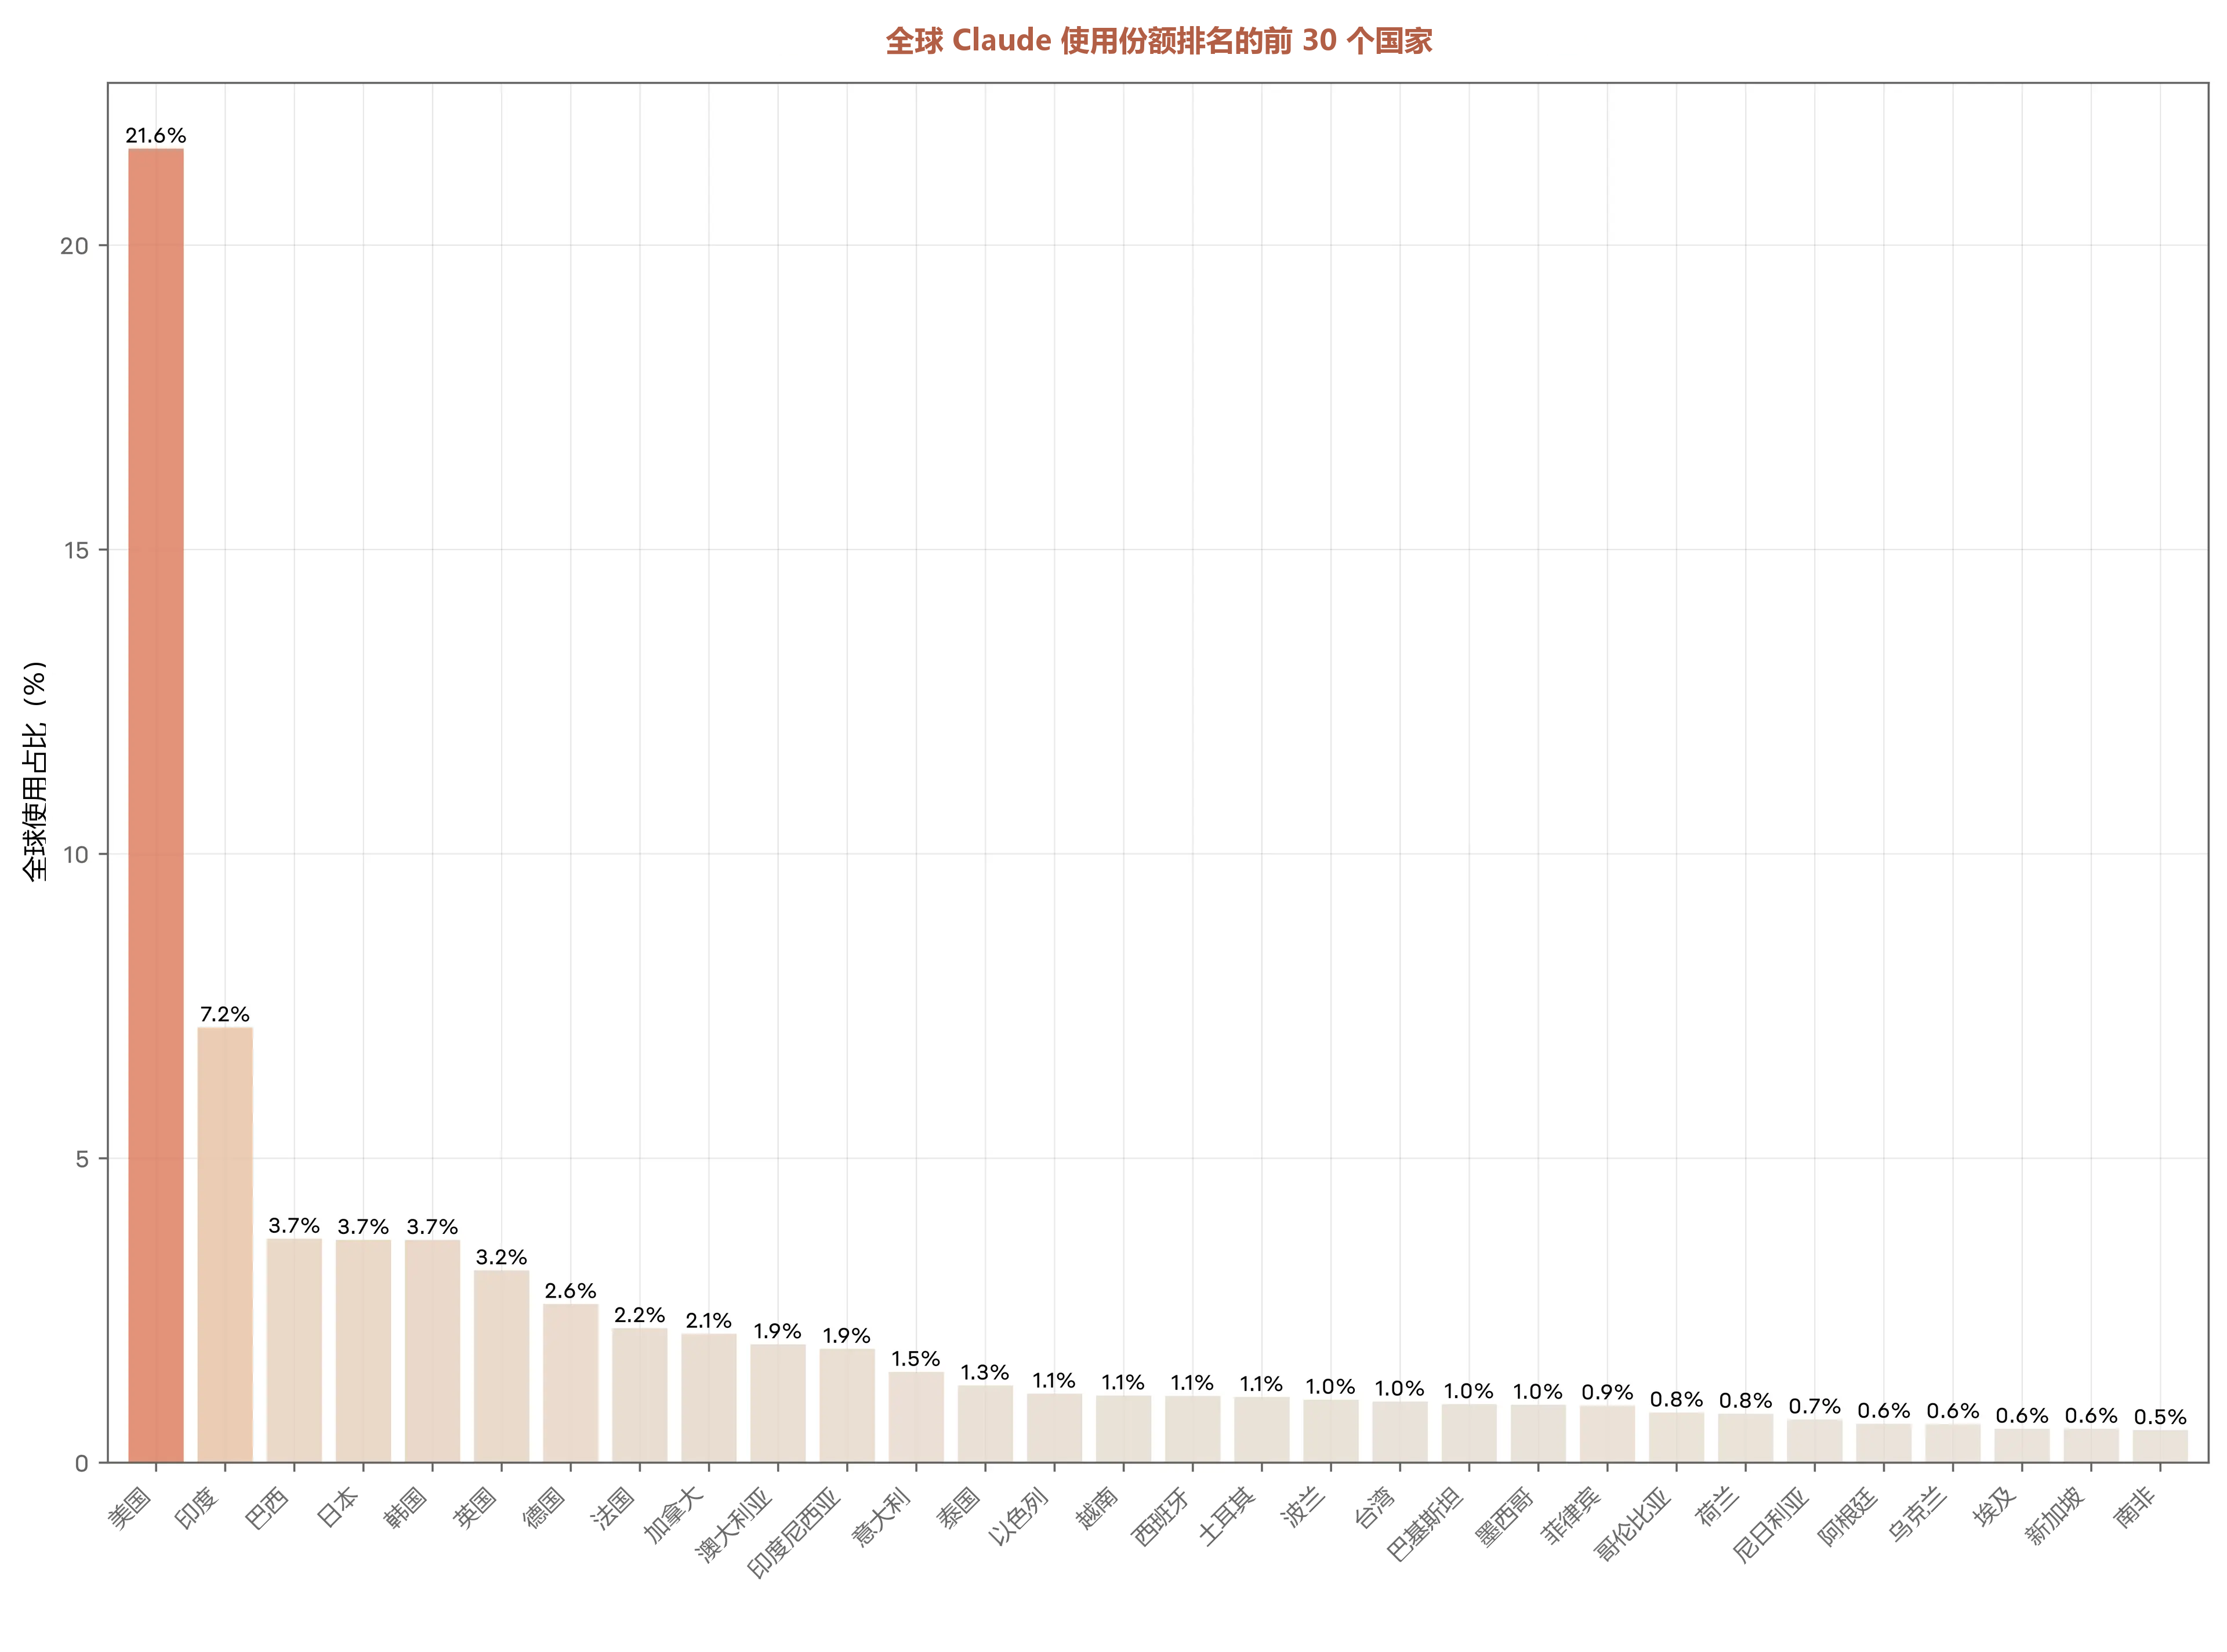 全球 Claude 使用份额排名的前 30 个国家
全球使用占比（%）
20
15
10
5
0
21.6%
7.2%
3.7%
3.7%
3.7%
3.2%
2.6%
2.2%
2.1%
1.9%
1.9%
1.5%
1.3%
1.1%
1.1%
1.1%
1.1%
1.0%
1.0%
1.0%
1.0%
0.9%
0.8%
0.8%
0.7%
0.6%
0.6%
0.6%
0.6%
0.5%
美国
印度
巴西
日本
韩国
英国
德国
法国
加拿大
澳大利亚
印度尼西亚
意大利
泰国
以色列
越南
西班牙
土耳其
波兰
台湾
巴基斯坦
墨西哥
菲律宾
哥伦比亚
荷兰
尼日利亚
阿根廷
乌克兰
埃及
新加坡
南非